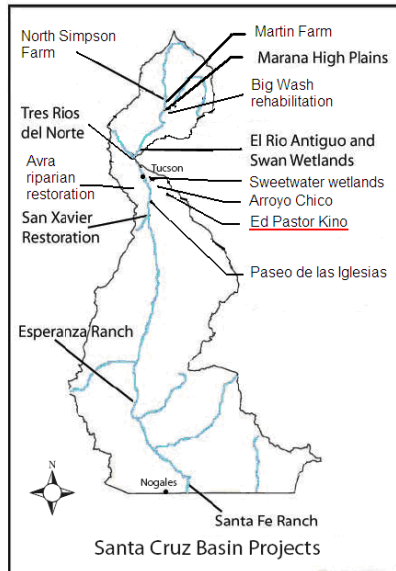 North Simpson
Farm
Martin Farm
Marana High Plains
Big Wash
rehabilitation
Tres Rios
del Norte
El Rio Antiguo and
Swan Wetlands
Avra
riparian
restoration
Tucson
Sweetwater wetlands
Arroyo Chico
San Xavier
Restoration
Ed Pastor Kino
Paseo de las Iglesias
Esperanza Ranch
N
Nogales
Santa Fe Ranch
Santa Cruz Basin Projects